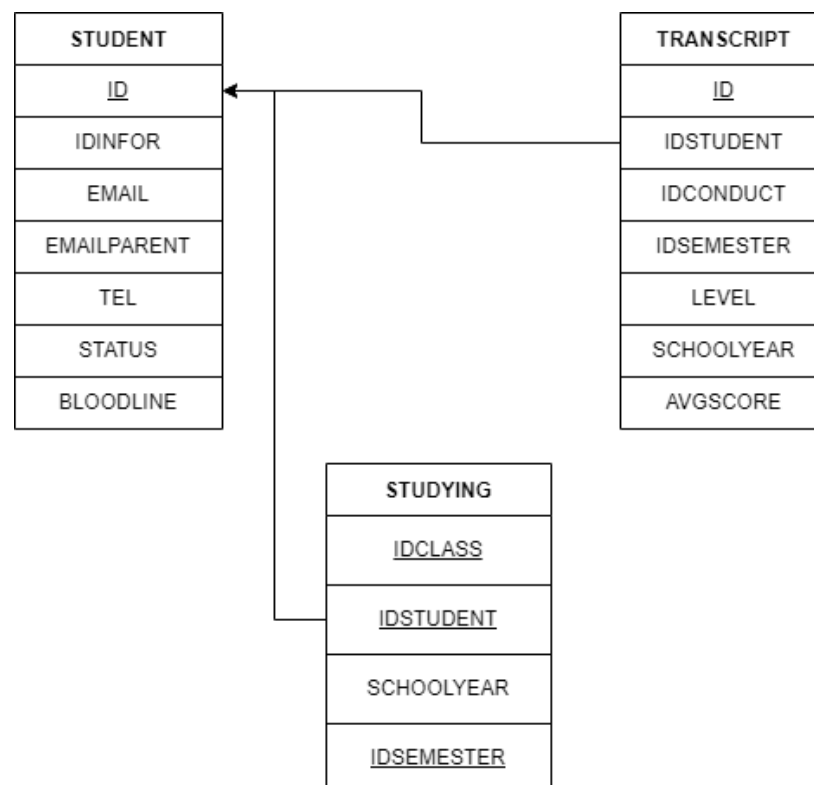 STUDENT
ID
IDINFOR
EMAIL
EMAILPARENT
TEL
STATUS
BLOODLINE
TRANSCRIPT
ID
IDSTUDENT
IDCONDUCT
IDSEMESTER
LEVEL
SCHOOLYEAR
AVGSCORE
STUDYING
IDCLASS
IDSTUDENT
SCHOOLYEAR
IDSEMESTER